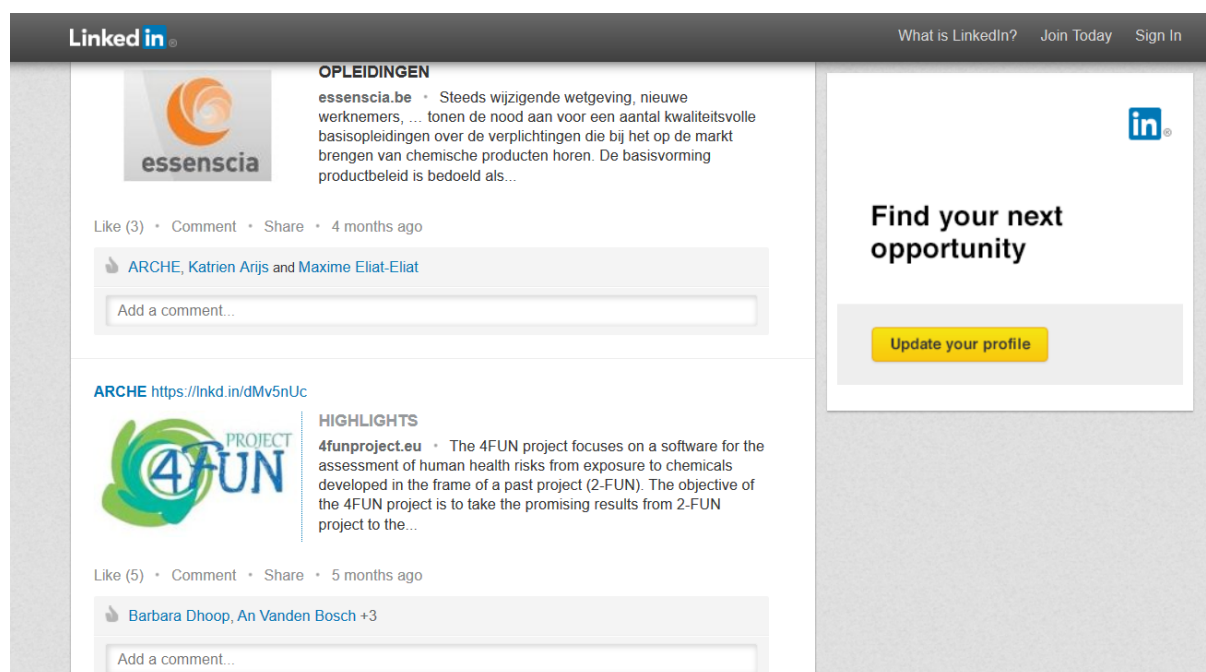 Linked in ®
What is LinkedIn? Join Today Sign In
essenscia
OPLEIDINGEN
essenscia.be • Steeds wijzigende wetgeving, nieuwe
werknemers, … tonen de nood aan voor een aantal kwaliteitsvolle
basisopleidingen over de verplichtingen die bij het op de markt
brengen van chemische producten horen. De basisvorming
productbeleid is bedoeld als...
Like (3) • Comment • Share • 4 months ago
ARCHE, Katrien Arijs and Maxime Eliat-Eliat
Add a comment...
ARCHE https://lnkd.in/dMv5nUc
PROJECT
4FUN
HIGHLIGHTS
4funproject.eu • The 4FUN project focuses on a software for the
assessment of human health risks from exposure to chemicals
developed in the frame of a past project (2-FUN). The objective of
the 4FUN project is to take the promising results from 2-FUN
project to the...
Like (5) • Comment • Share • 5 months ago
Barbara Dhoop, An Vanden Bosch +3
Add a comment...
in ®
Find your next
opportunity
Update your profile